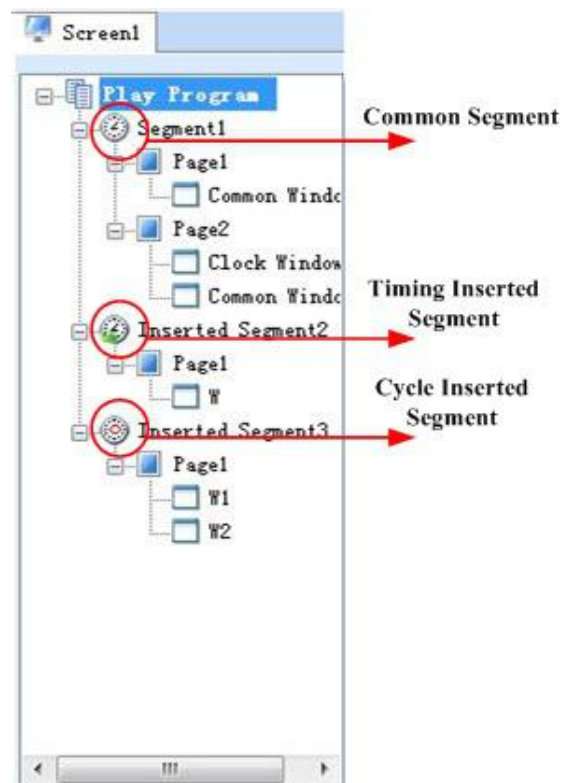 Screen1
Play Program
Segment1
Common Segment
Page1
Common Windo
Page2
Clock Window
Common Windo
Timing Inserted
Segment
Inserted Segment2
Page1
W
Cycle Inserted
Segment
Inserted Segment3
Page1
W1
W2